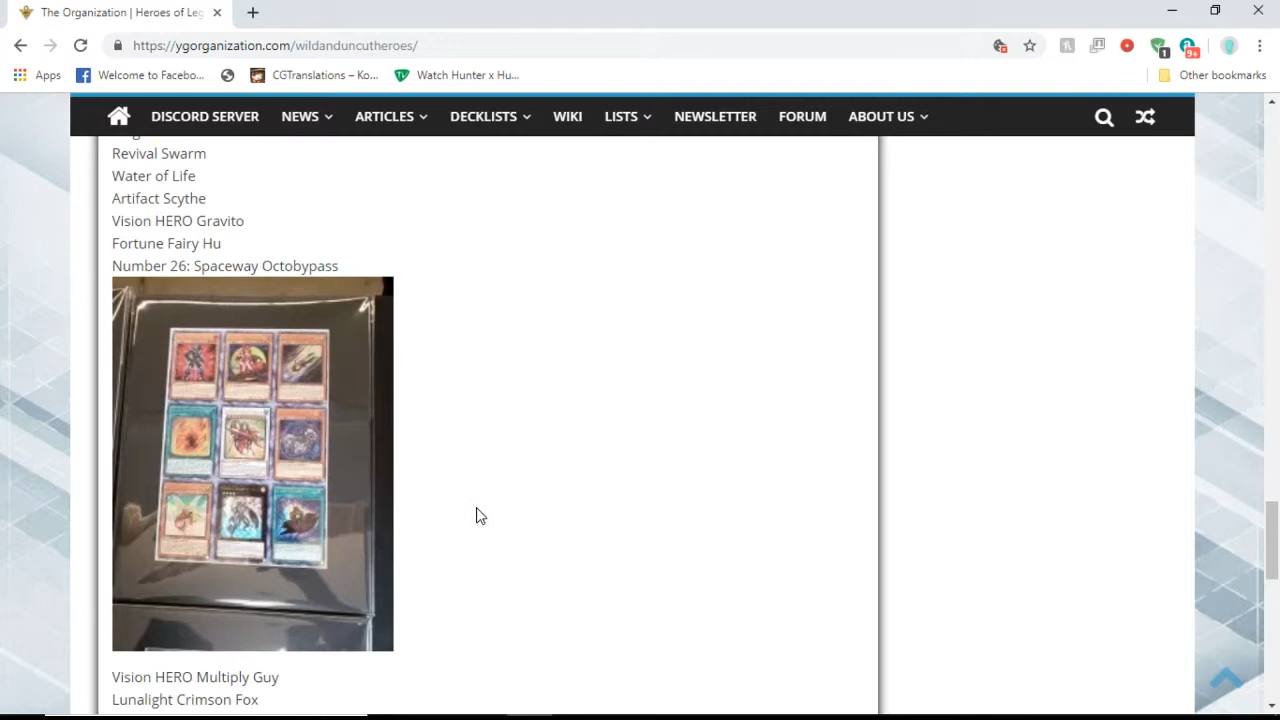 The Organization | Heroes of Leg
https://ygorganization.com/wildanduncutheroes/
Apps
Welcome to Facebo...
CGTranslations – Ko...
Watch Hunter x Hu...
Other bookmarks
1
9+
DISCORD SERVER
NEWS
ARTICLES
DECKLISTS
WIKI
LISTS
NEWSLETTER
FORUM
ABOUT US
Revival Swarm
Water of Life
Artifact Scythe
Vision HERO Gravito
Fortune Fairy Hu
Number 26: Spaceway Octobypass
Vision HERO Multiply Guy
Lunalight Crimson Fox